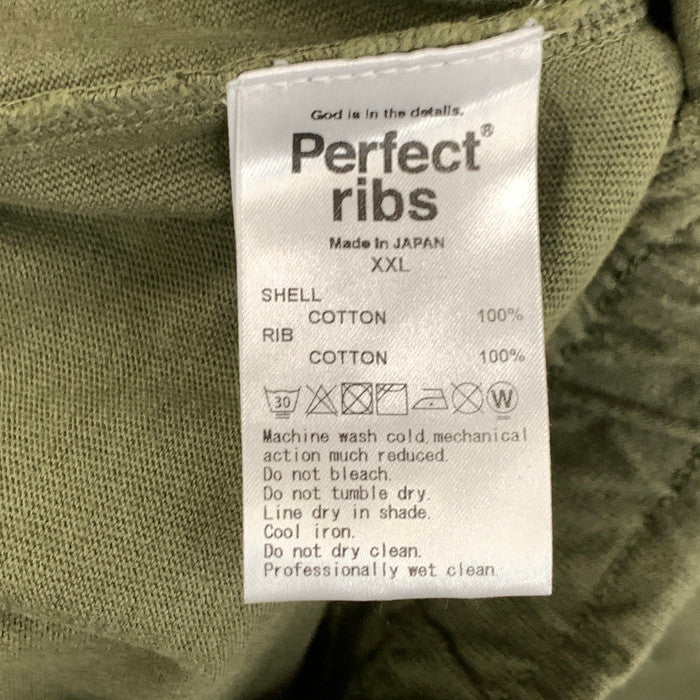 God is in the details.
Perfect®
ribs
Made In JAPAN
XXL
SHELL
COTTON 100%
RIB
COTTON 100%
30 W
Machine wash cold,mechanical
action much reduced.
Do not bleach.
Do not tumble dry.
Line dry in shade.
Cool iron.
Do not dry clean.
Professionally wet clean.